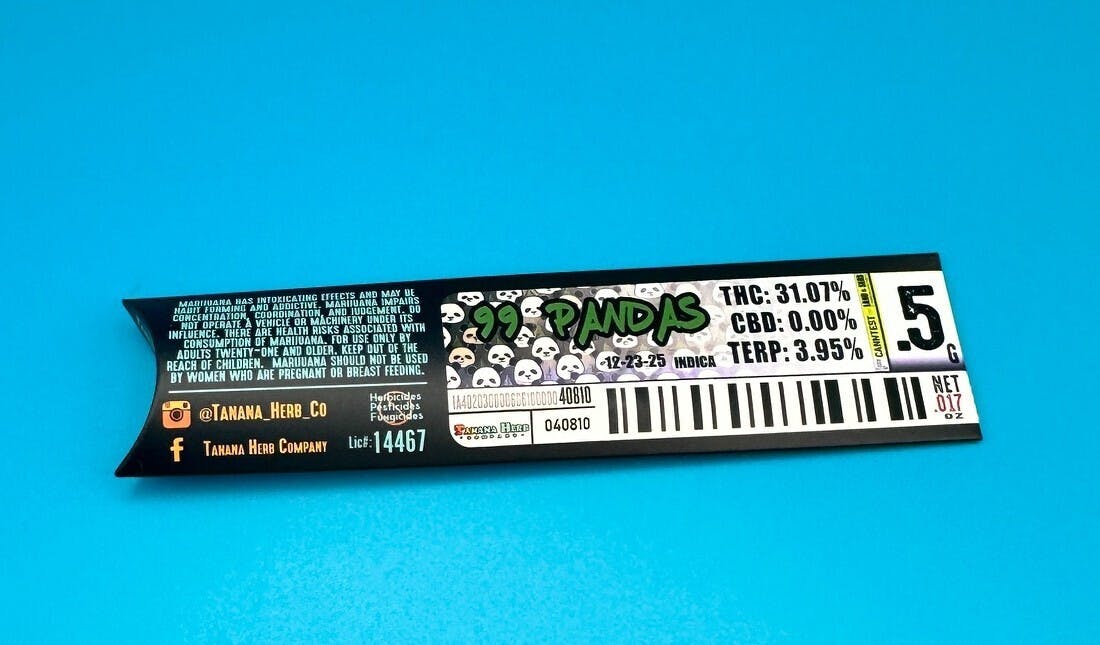 MARIJUANA HAS INTOXICATING EFFECTS AND MAY BE
HABIT FORMING AND ADDICTIVE. MARIJUANA IMPAIRS
CONCENTRATION, COORDINATION, AND JUDGEMENT. DO
NOT OPERATE A VEHICLE OR MACHINERY UNDER ITS
INFLUENCE. THERE ARE HEALTH RISKS ASSOCIATED WITH
CONSUMPTION OF MARIJUANA. FOR USE ONLY BY
ADULTS TWENTY-ONE AND OLDER. KEEP OUT OF THE
REACH OF CHILDREN. MARIJUANA SHOULD NOT BE USED
BY WOMEN WHO ARE PREGNANT OR BREAST FEEDING.
@TANANA_HERB_CO
TANANA HERB COMPANY
Herbicides
Pesticides
Fungicides
Lic#: 14467
99 PANDAS
12-23-25 INDICA
THC: 31.07%
CBD: 0.00%
TERP: 3.95%
CANNTEST
.5
G
40810
TANANA HERB
COMPANY
040810
NET
.017
OZ